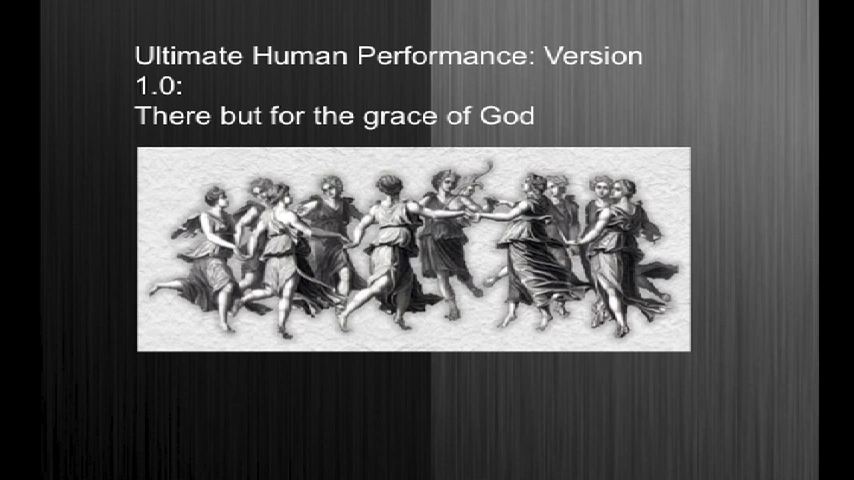 Ultimate Human Performance: Version
1.0:
There but for the grace of God